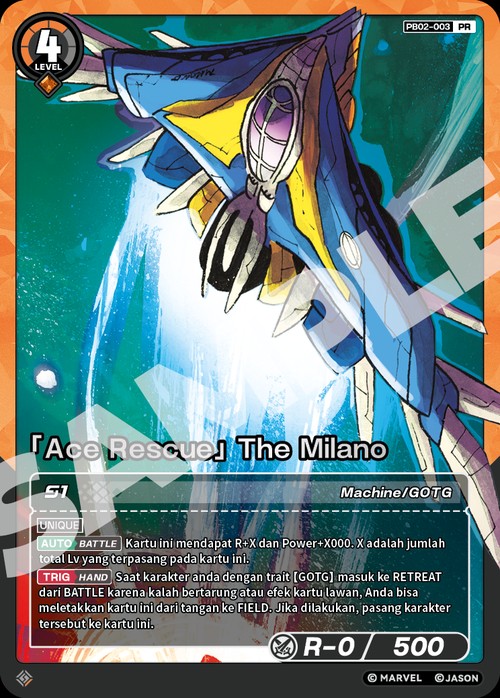 4
LEVEL
PB02-003 PR
MILANO
SAMPLE
「Ace Rescue」 The Milano
S1 Machine/GOTG
UNIQUE
AUTO BATTLE Kartu ini mendapat R+X dan Power+X000. X adalah jumlah
total Lv yang terpasang pada kartu ini.
TRIG HAND Saat karakter anda dengan trait [GOTG] masuk ke RETREAT
dari BATTLE karena kalah bertarung atau efek kartu lawan, Anda bisa
meletakkan kartu ini dari tangan ke FIELD. Jika dilakukan, pasang karakter
tersebut ke kartu ini.
R-0 / 500
© MARVEL ©JASON